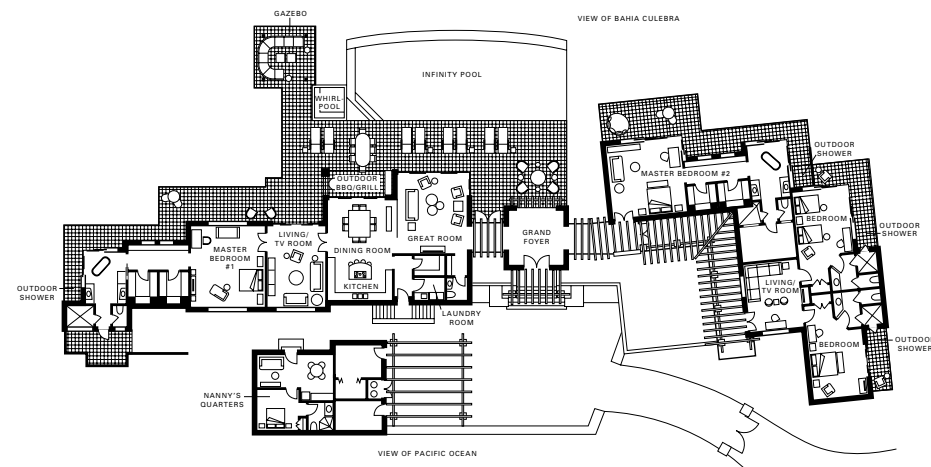 GAZEBO
VIEW OF BAHIA CULEBRA
INFINITY POOL
WHIRL-
POOL
OUTDOOR
SHOWER
OUTDOOR
BBQ/GRILL
MASTER BEDROOM #2
BEDROOM
OUTDOOR
SHOWER
LIVING/
TV ROOM
GREAT ROOM
GRAND
FOYER
MASTER
BEDROOM
#1
DINING ROOM
KITCHEN
LIVING/
TV ROOM
OUTDOOR
SHOWER
LAUNDRY
ROOM
OUTDOOR
SHOWER
BEDROOM
NANNY'S
QUARTERS
VIEW OF PACIFIC OCEAN